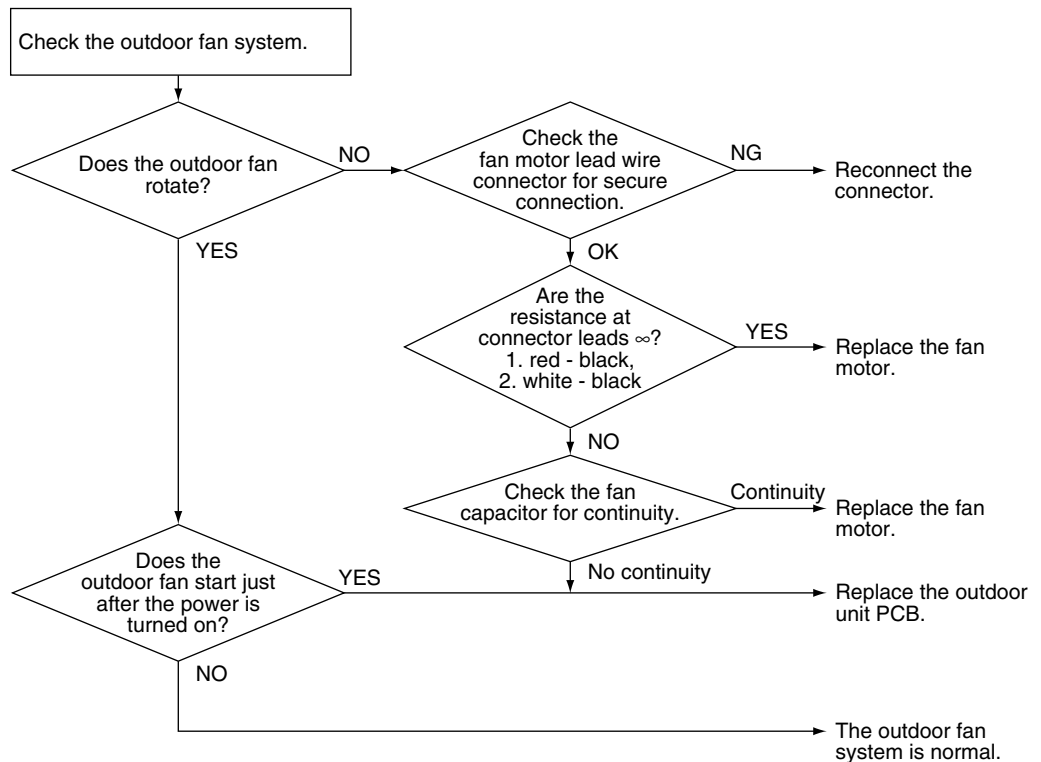 Check the outdoor fan system.
Does the outdoor fan
rotate?
NO
YES
Check the
fan motor lead wire
connector for secure
connection.
NG
Reconnect the
connector.
OK
Are the
resistance at
connector leads ∞?
1. red - black,
2. white - black
YES
Replace the fan
motor.
NO
Check the fan
capacitor for continuity.
Continuity
Replace the fan
motor.
No continuity
Does the
outdoor fan start just
after the power is
turned on?
YES
Replace the outdoor
unit PCB.
NO
The outdoor fan
system is normal.